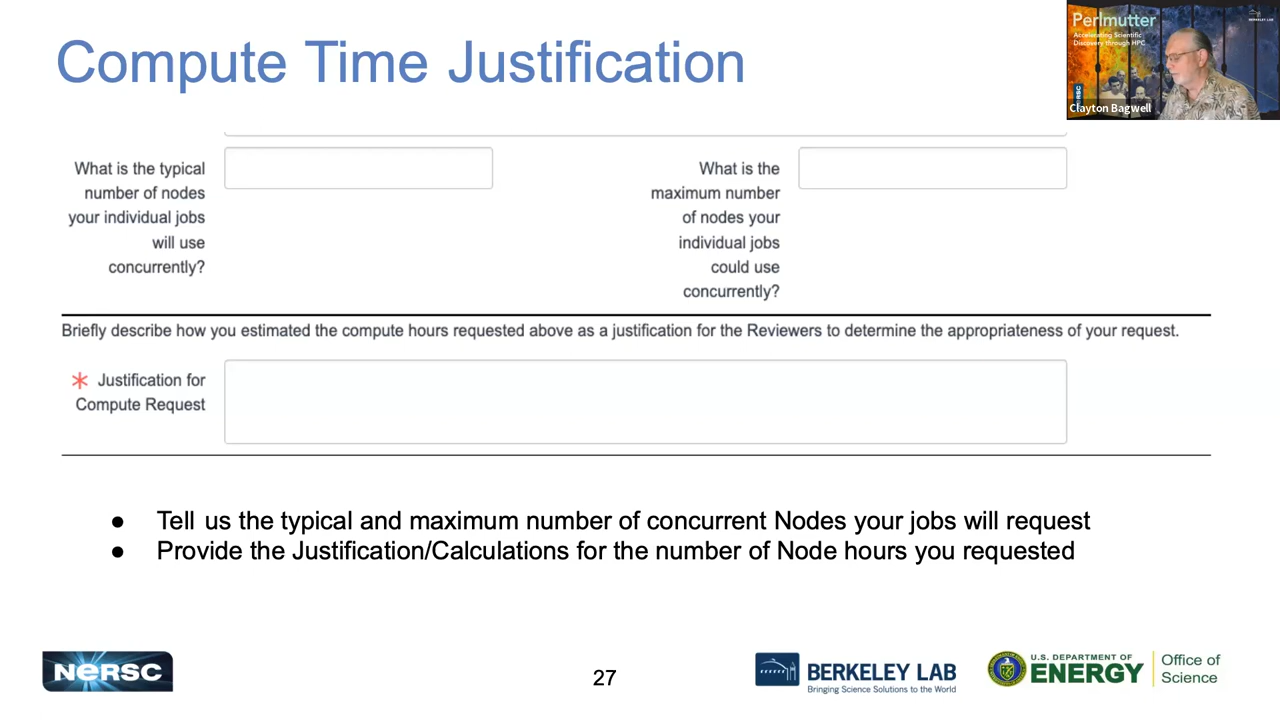 Compute Time Justification
Perlmutter
Accelerating Scientific
Discovery through HPC
BERKELEY LAB
NERSC
Clayton Bagwell
What is the typical
number of nodes
your individual jobs
will use
concurrently?
What is the
maximum number
of nodes your
individual jobs
could use
concurrently?
Briefly describe how you estimated the compute hours requested above as a justification for the Reviewers to determine the appropriateness of your request.
* Justification for
Compute Request
● Tell us the typical and maximum number of concurrent Nodes your jobs will request
● Provide the Justification/Calculations for the number of Node hours you requested
NERSC
27
BERKELEY LAB
Bringing Science Solutions to the World
U.S. DEPARTMENT OF
ENERGY
Office of
Science